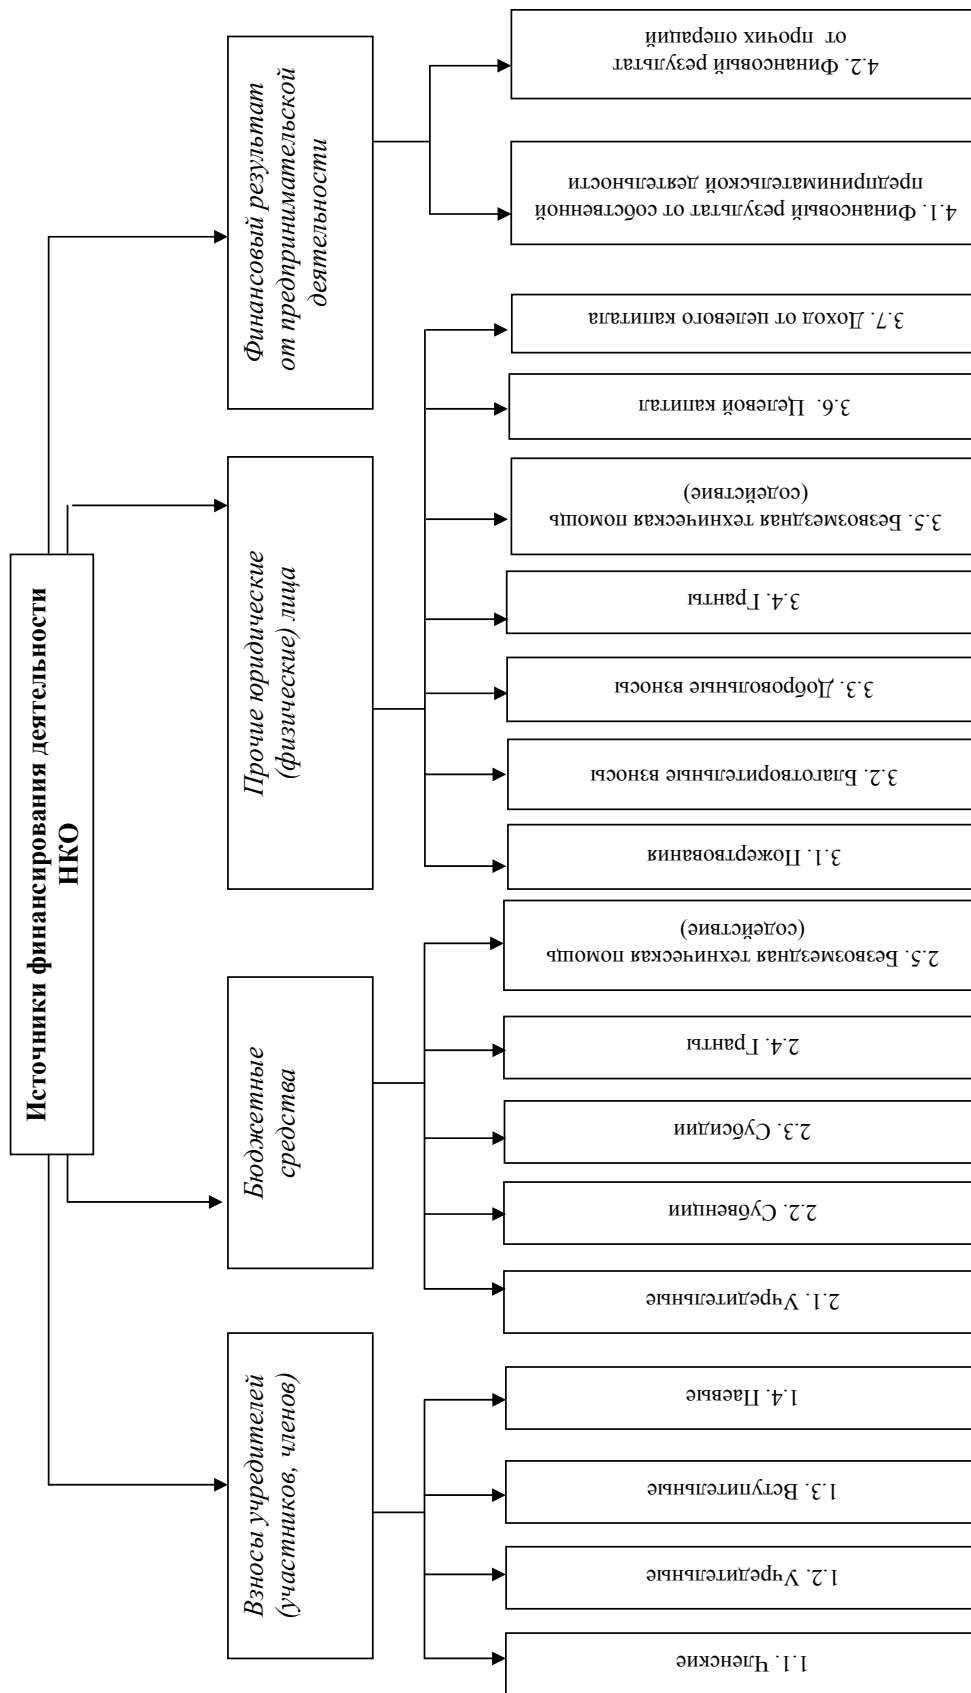 Источники финансирования деятельности
НКО
Взносы учредителей
(участников, членов)
Бюджетные
средства
Прочие юридические
(физические) лица
Финансовый результат
от предпринимательской
деятельности
1.1. Членские
1.2. Учредительные
1.3. Вступительные
1.4. Паевые
2.1. Учредительные
2.2. Субвенции
2.3. Субсидии
2.4. Гранты
2.5. Безвозмездная техническая помощь
(содействие)
3.1. Пожертвования
3.2. Благотворительные взносы
3.3. Добровольные взносы
3.4. Гранты
3.5. Безвозмездная техническая помощь
(содействие)
3.6. Целевой капитал
3.7. Доход от целевого капитала
4.1. Финансовый результат от собственной
предпринимательской деятельности
4.2. Финансовый результат
от прочих операций